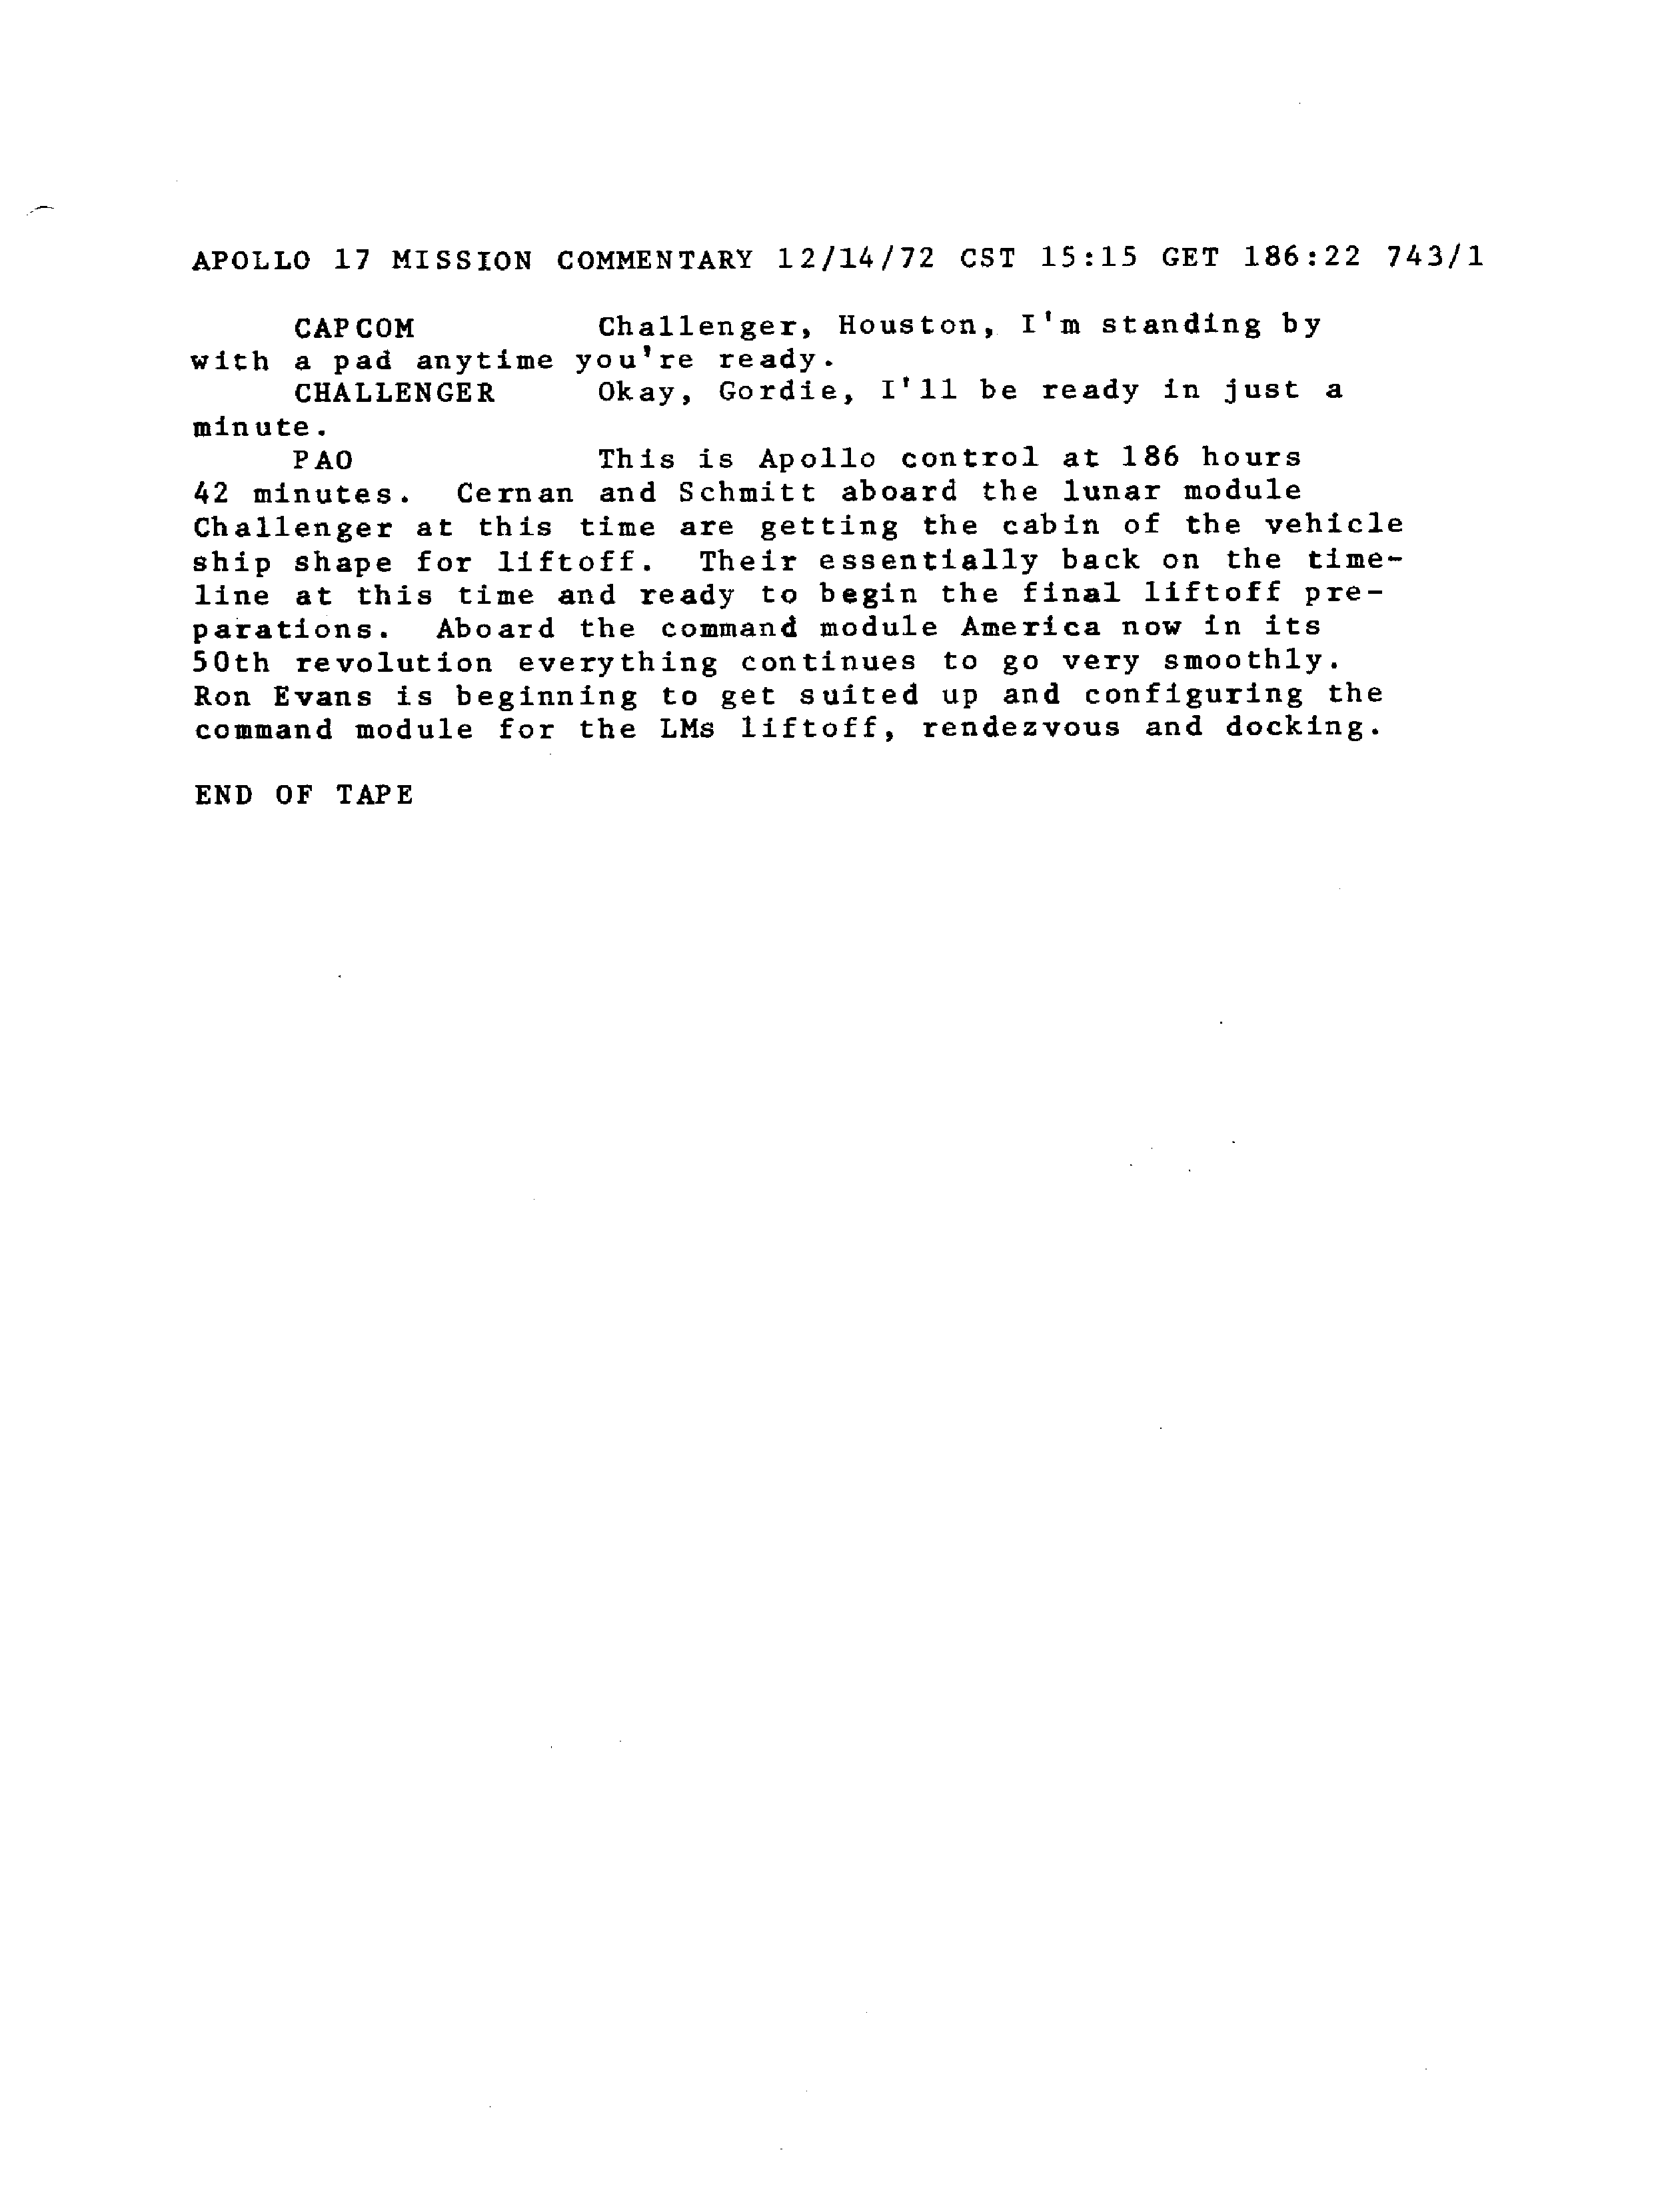 APOLLO 17 MISSION COMMENTARY 12/14/72 CST 15:15 GET 186:22 743/1
CAPCOM Challenger, Houston, I'm standing by
with a pad anytime you're ready.
CHALLENGER Okay, Gordie, I'll be ready in just a
minute.
PAO This is Apollo control at 186 hours
42 minutes. Cernan and Schmitt aboard the lunar module
Challenger at this time are getting the cabin of the vehicle
ship shape for liftoff. Their essentially back on the time-
line at this time and ready to begin the final liftoff pre-
parations. Aboard the command module America now in its
50th revolution everything continues to go very smoothly.
Ron Evans is beginning to get suited up and configuring the
command module for the LMs liftoff, rendezvous and docking.
END OF TAPE